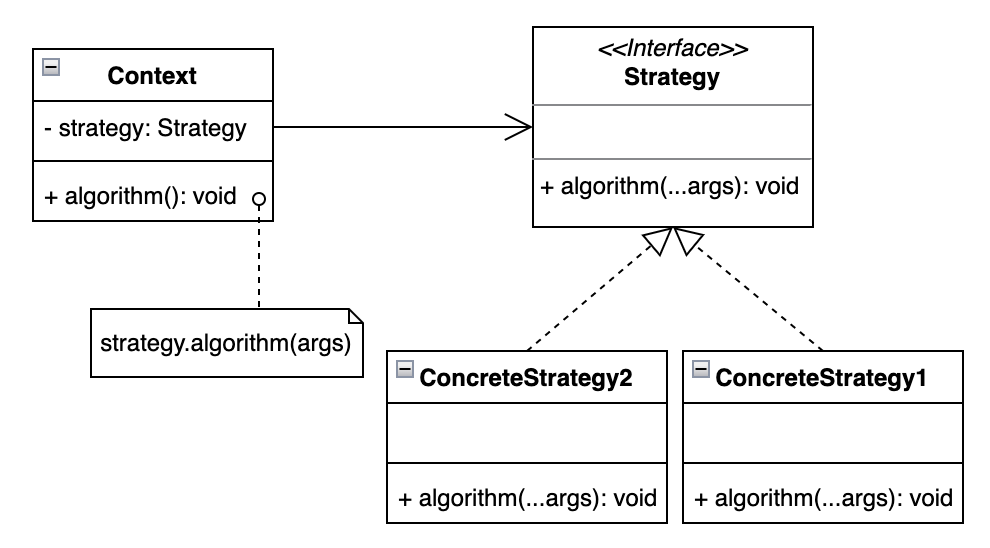 Context
- strategy: Strategy
+ algorithm(): void
strategy.algorithm(args)
<<Interface>>
Strategy
+ algorithm(...args): void
ConcreteStrategy2
+ algorithm(...args): void
ConcreteStrategy1
+ algorithm(...args): void